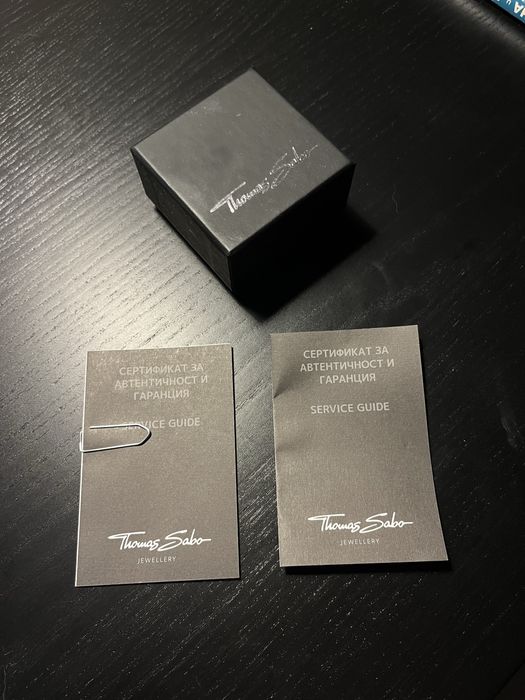 Thomas Sabo
СЕРТИФИКАТ ЗА
АВТЕНТИЧНОСТ И
ГАРАНЦИЯ
SERVICE GUIDE
Thomas Sabo
JEWELLERY
СЕРТИФИКАТ ЗА
АВТЕНТИЧНОСТ И
ГАРАНЦИЯ
SERVICE GUIDE
Thomas Sabo
JEWELLERY